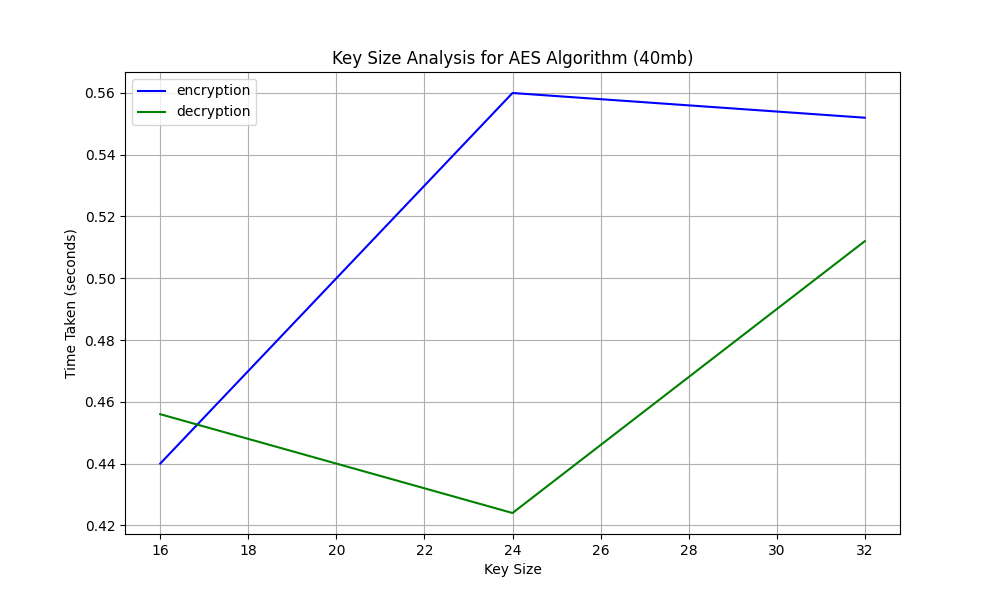 Key Size Analysis for AES Algorithm (40mb)
encryption
decryption
Time Taken (seconds)
0.56
0.54
0.52
0.50
0.48
0.46
0.44
0.42
16 18 20 22 24 26 28 30 32
Key Size